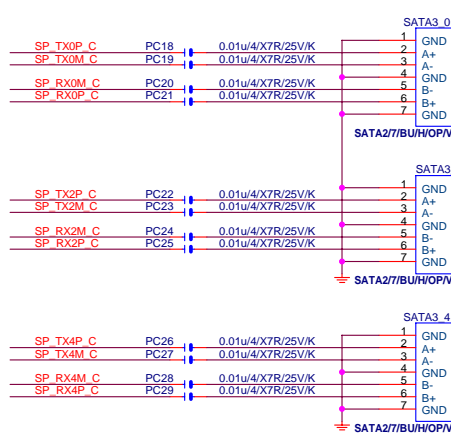 SATA3_0
1 GND
SP_TX0P_C PC18 0.01u/4/X7R/25V/K 2 A+
SP_TX0M_C PC19 0.01u/4/X7R/25V/K 3 A-
4 GND
SP_RX0M_C PC20 0.01u/4/X7R/25V/K 5 B-
SP_RX0P_C PC21 0.01u/4/X7R/25V/K 6 B+
7 GND
SATA2/7/BU/H/OP/V
SATA3
1 GND
SP_TX2P_C PC22 0.01u/4/X7R/25V/K 2 A+
SP_TX2M_C PC23 0.01u/4/X7R/25V/K 3 A-
4 GND
SP_RX2M_C PC24 0.01u/4/X7R/25V/K 5 B-
SP_RX2P_C PC25 0.01u/4/X7R/25V/K 6 B+
7 GND
SATA2/7/BU/H/OP/V
SATA3_4
1 GND
SP_TX4P_C PC26 0.01u/4/X7R/25V/K 2 A+
SP_TX4M_C PC27 0.01u/4/X7R/25V/K 3 A-
4 GND
SP_RX4M_C PC28 0.01u/4/X7R/25V/K 5 B-
SP_RX4P_C PC29 0.01u/4/X7R/25V/K 6 B+
7 GND
SATA2/7/BU/H/OP/V